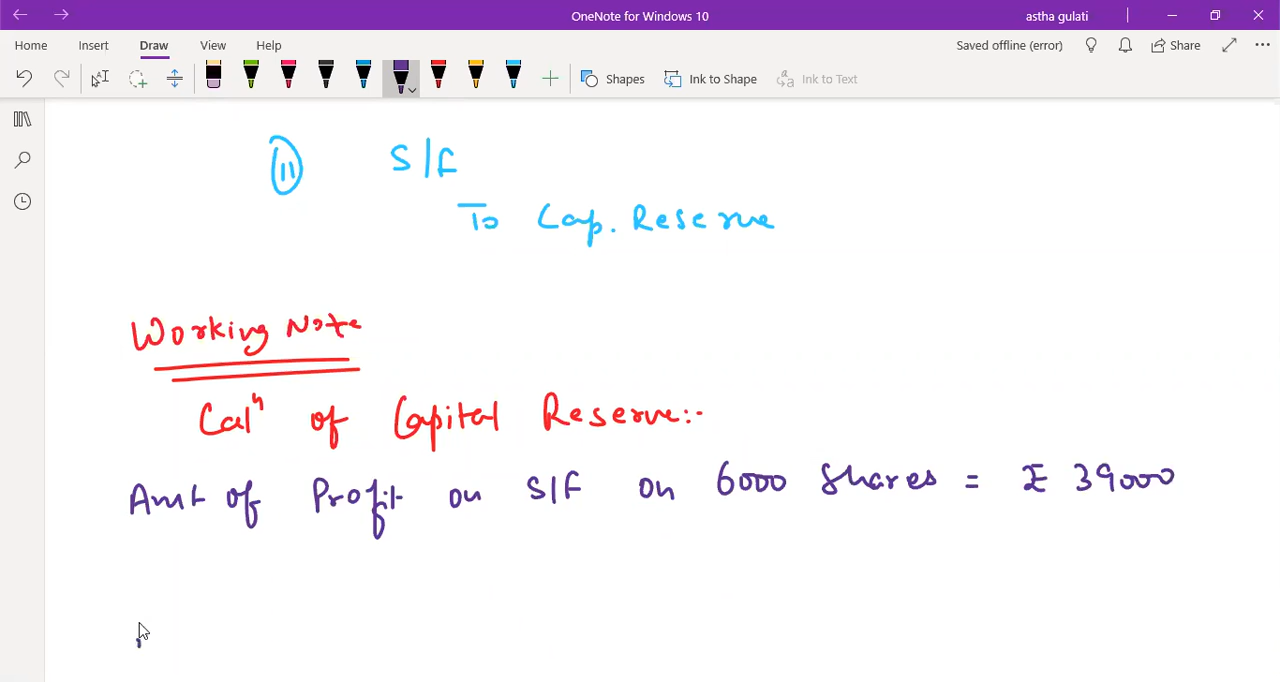 OneNote for Windows 10
astha gulati
Home Insert Draw View Help
Saved offline (error)
Share
Shapes
Ink to Shape
Ink to Text
(11) S/F
To Cap. Reserve
Working Note
Calⁿ of Capital Reserve:-
Amt of Profit on S/F on 6000 Shares = ₹ 39000